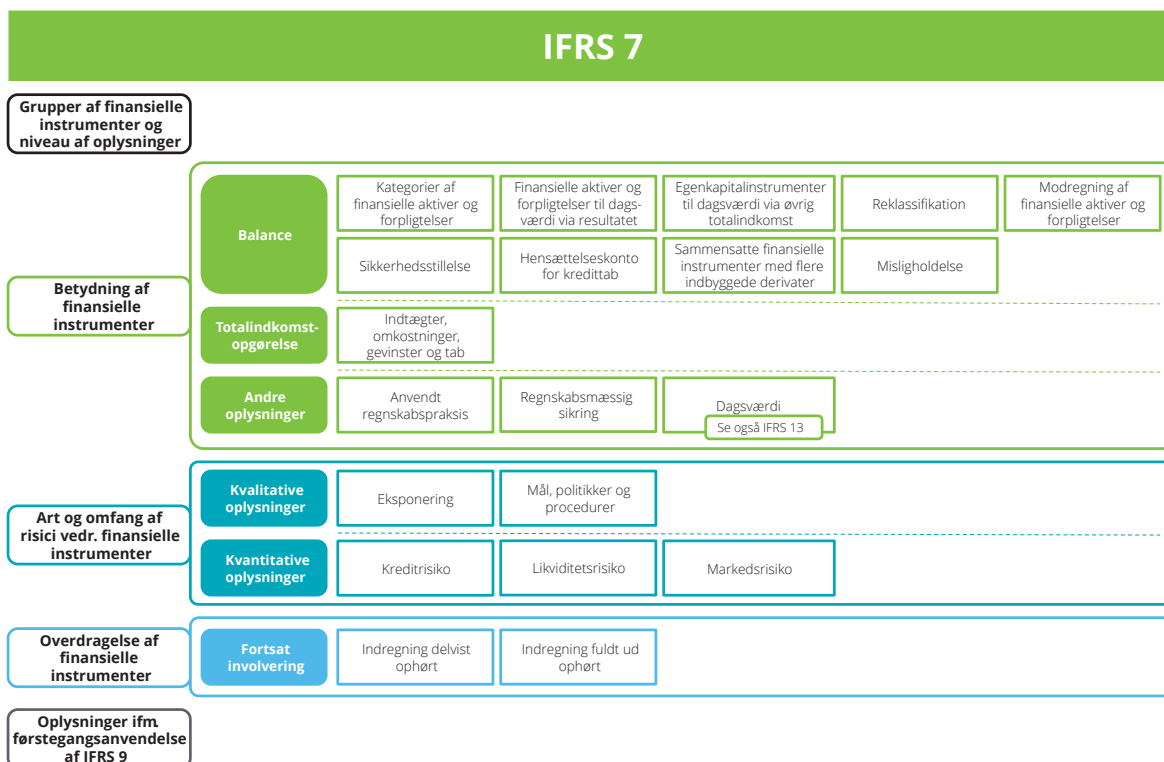 IFRS 7
Grupper af finansielle
instrumenter og
niveau af oplysninger
Betydning af
finansielle
instrumenter
Balance
Kategorier af
finansielle aktiver og
forpligtelser
Finansielle aktiver og
forpligtelser til dags-
værdi via resultatet
Egenkapitalinstrumenter
til dagsværdi via øvrig
totalindkomst
Reklassifikation
Modregning af
finansielle aktiver og
forpligtelser
Sikkerhedsstillelse
Hensættelseskonto
for kredittab
Sammensatte finansielle
instrumenter med flere
indbyggede derivater
Misligholdelse
Totalindkomst-
opgørelse
Indtægter,
omkostninger,
gevinster og tab
Andre
oplysninger
Anvendt
regnskabspraksis
Regnskabsmæssig
sikring
Dagsværdi
Se også IFRS 13
Art og omfang af
risici vedr. finansielle
instrumenter
Kvalitative
oplysninger
Eksponering
Mål, politikker og
procedurer
Kvantitative
oplysninger
Kreditrisiko
Likviditetsrisiko
Markedsrisiko
Overdragelse af
finansielle
instrumenter
Fortsat
involvering
Indregning delvist
ophørt
Indregning fuldt ud
ophørt
Oplysninger ifm.
førstegangsanvendelse
af IFRS 9